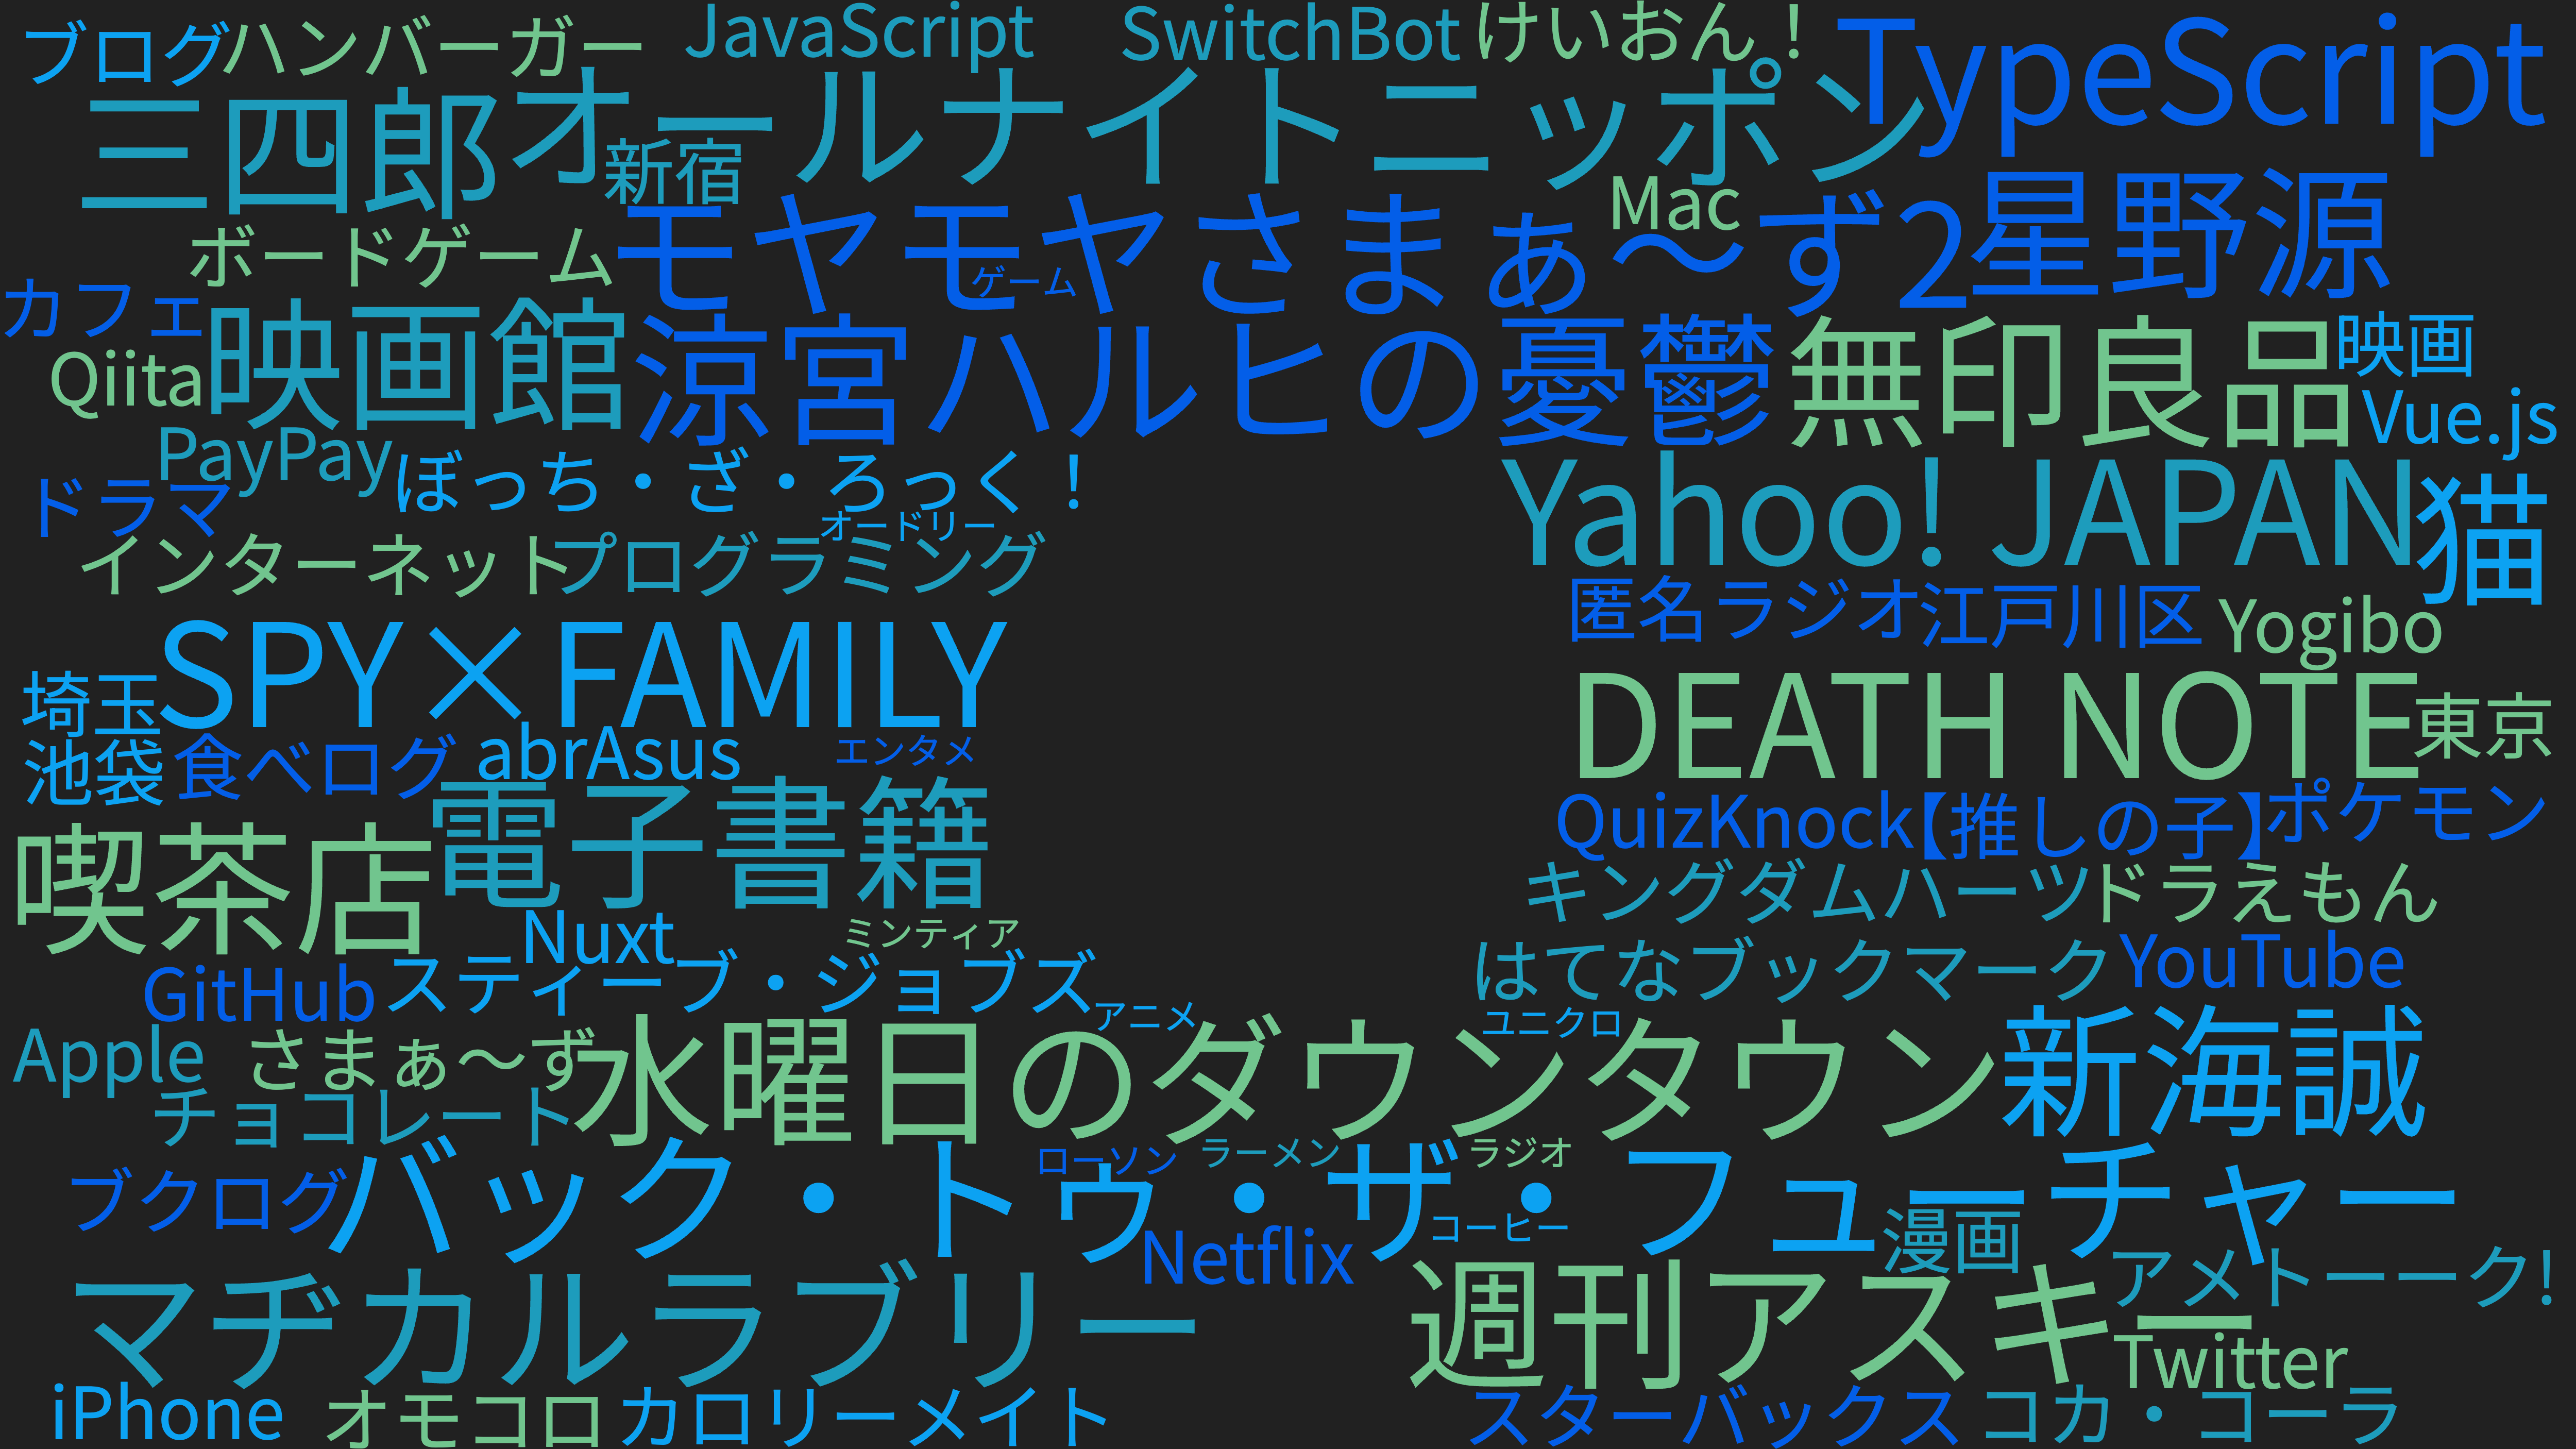 ブログ
ハンバーガー
JavaScript
SwitchBot
けいおん！
TypeScript
三四郎
オールナイトニッポン
新宿
Mac
星野源
ボードゲーム
モヤモヤさまぁ〜ず2
ゲーム
カフェ
映画館
涼宮ハルヒの憂鬱
無印良品
映画
Qiita
Vue.js
PayPay
ぼっち・ざ・ろっく！
Yahoo! JAPAN
猫
ドラマ
オードリー
インターネット
プログラミング
匿名ラジオ
江戸川区
Yogibo
SPY×FAMILY
埼玉
DEATH NOTE
東京
池袋
食べログ
abrAsus
エンタメ
電子書籍
QuizKnock
【推しの子】
ポケモン
喫茶店
キングダムハーツ
ドラえもん
Nuxt
ミンティア
GitHub
スティーブ・ジョブズ
はてなブックマーク
YouTube
アニメ
ユニクロ
Apple
さまぁ〜ず
水曜日のダウンタウン
新海誠
チョコレート
ローソン
ラーメン
ラジオ
ブクログ
バック・トゥ・ザ・フューチャー
Netflix
コーヒー
漫画
アメトーーク!
マヂカルラブリー
週刊アスキー
Twitter
iPhone
オモコロ
カロリーメイト
スターバックス
コカ・コーラ